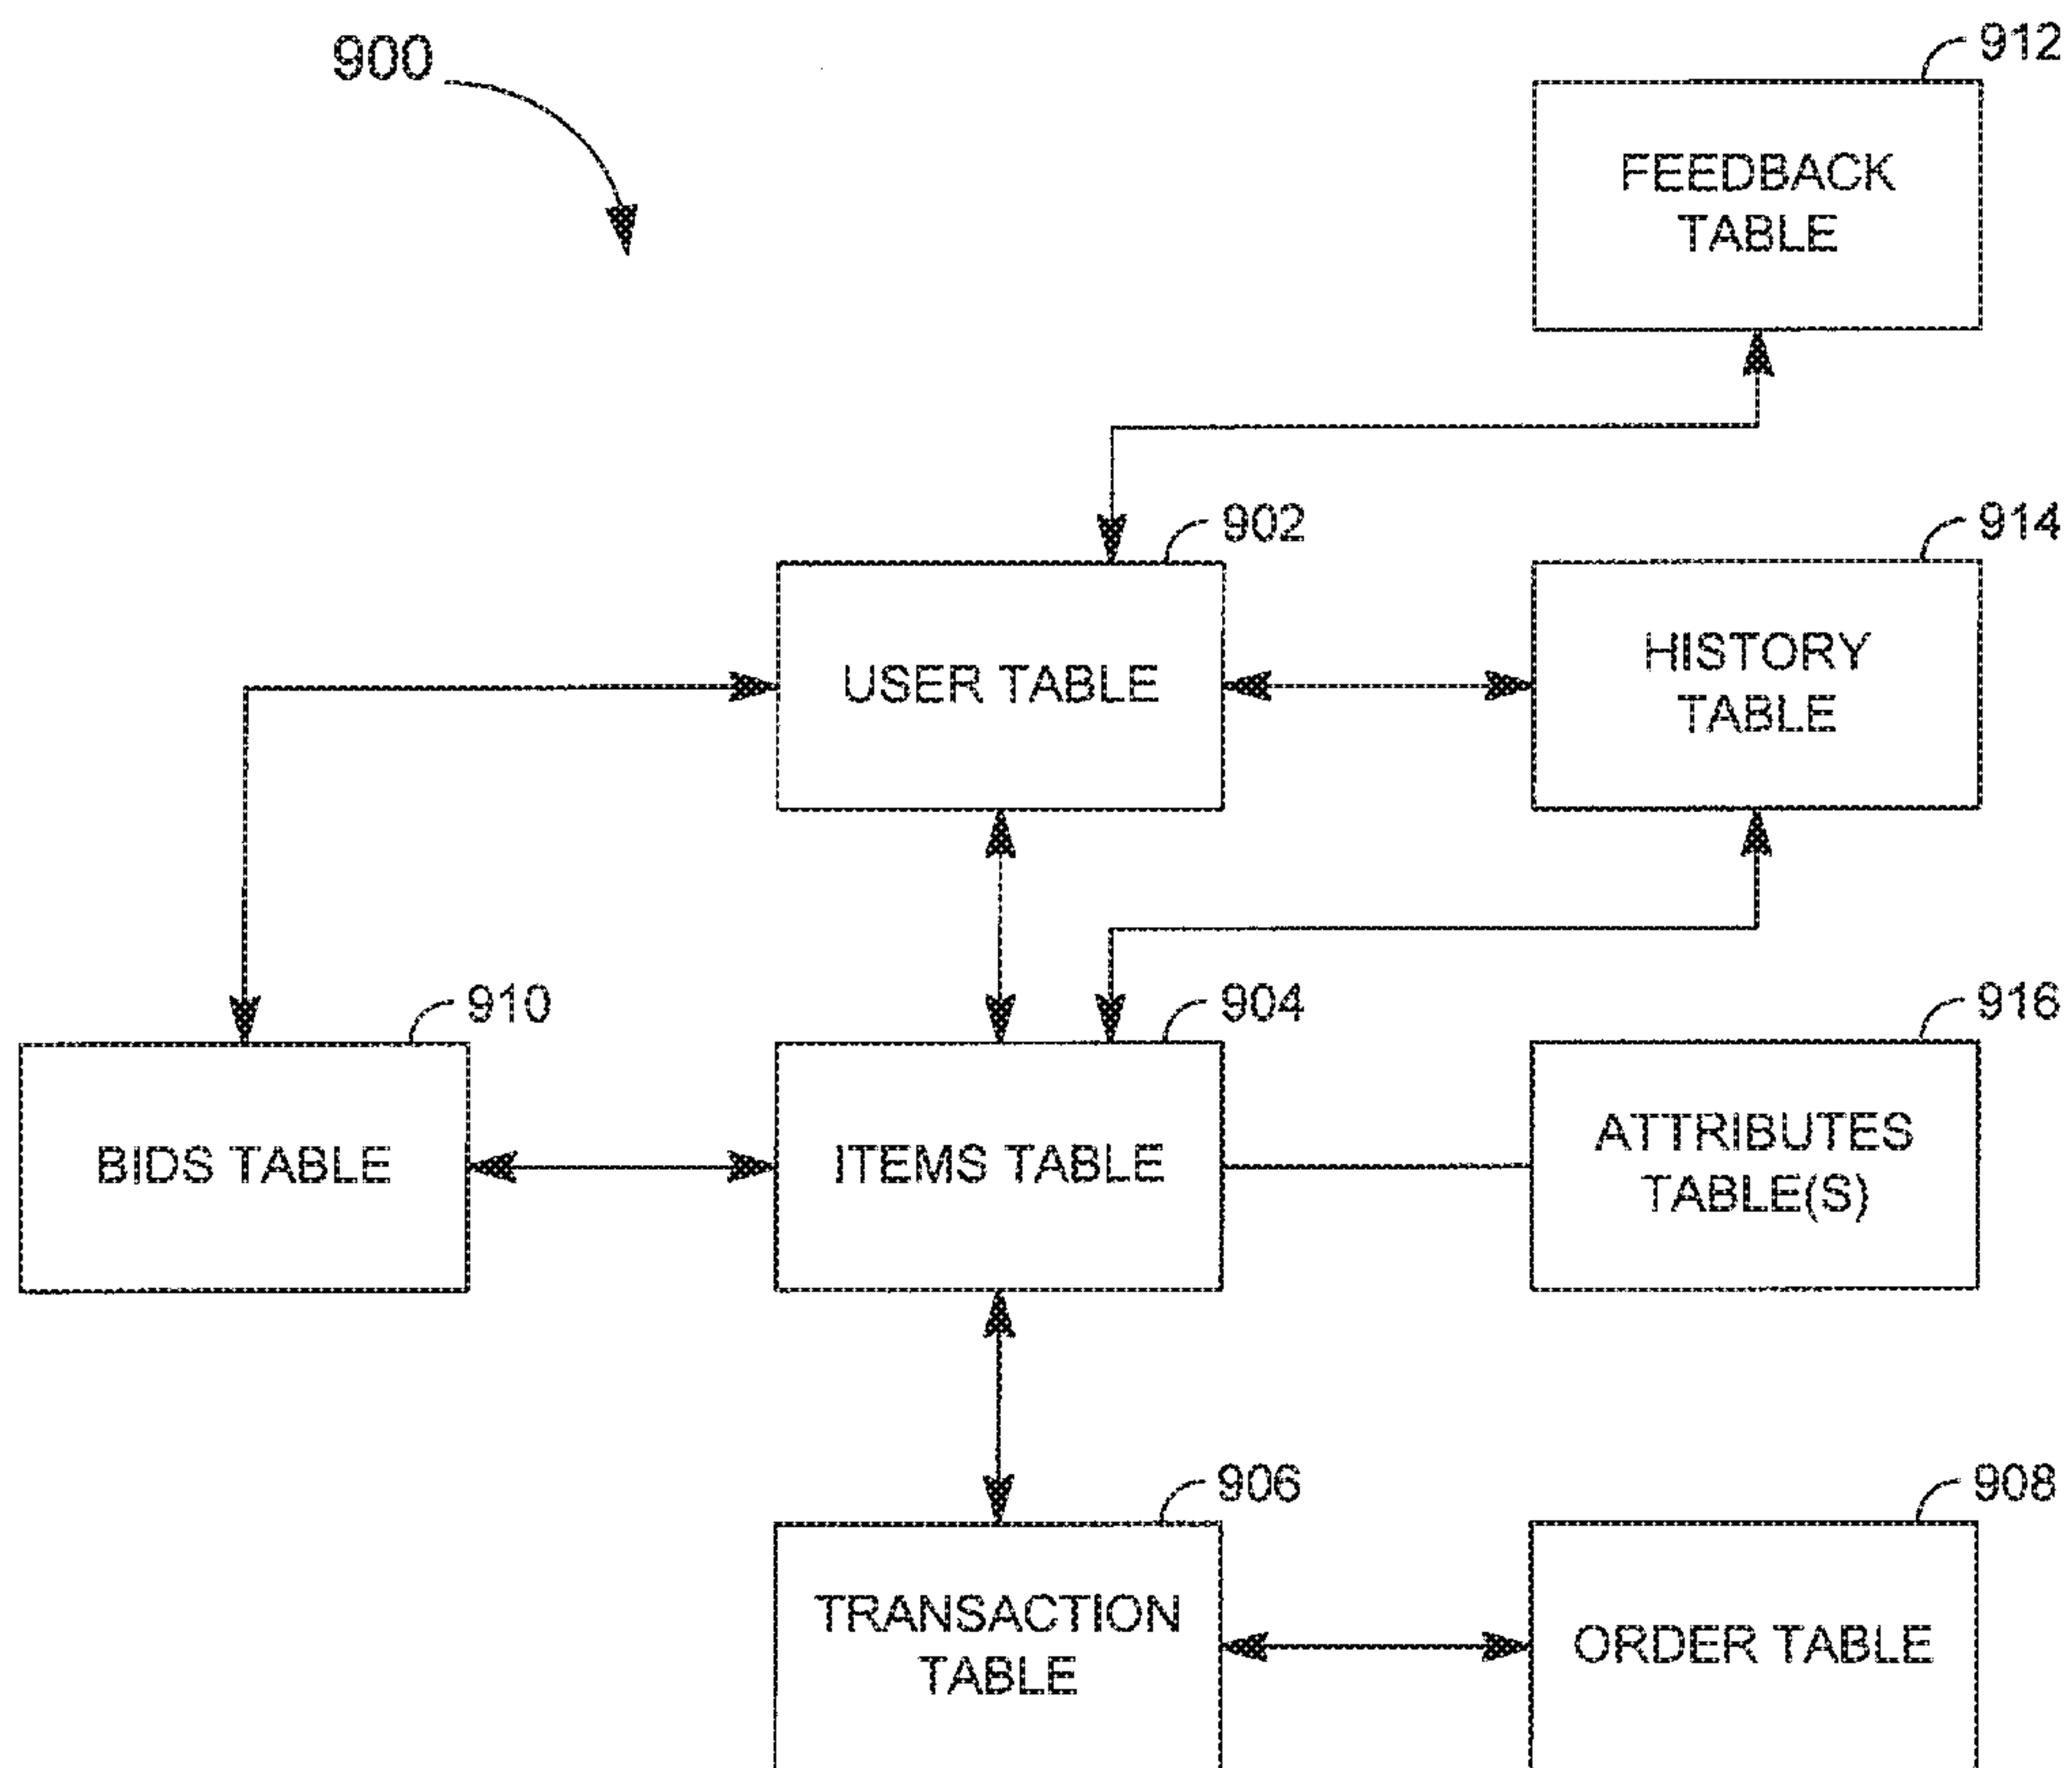 900
912
FEEDBACK
TABLE
902
914
USER TABLE
HISTORY
TABLE
910
904
916
BIDS TABLE
ITEMS TABLE
ATTRIBUTES
TABLE(S)
906
908
TRANSACTION
TABLE
ORDER TABLE